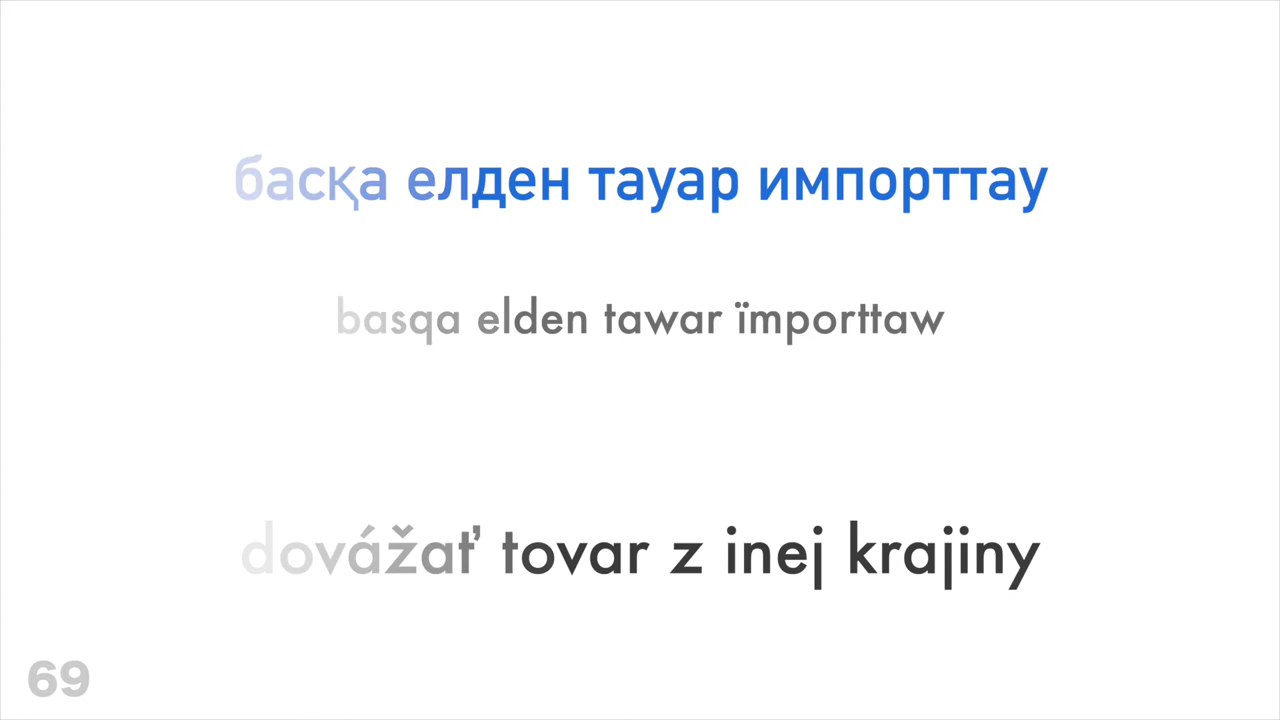 басқа елден тауар импорттау
basqa elden tawar ïmporttaw
dovážať tovar z inej krajiny
69